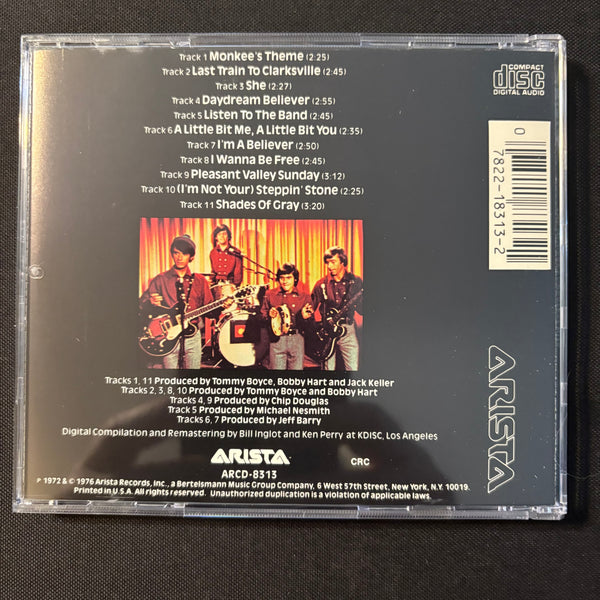 Track 1 Monkee's Theme (2:25)
Track 2 Last Train To Clarksville (2:45)
Track 3 She (2:27)
Track 4 Daydream Believer (2:55)
Track 5 Listen To The Band (2:45)
Track 6 A Little Bit Me, A Little Bit You (2:35)
Track 7 I'm A Believer (2:50)
Track 8 I Wanna Be Free (2:45)
Track 9 Pleasant Valley Sunday (3:12)
Track 10 (I'm Not Your) Steppin' Stone (2:25)
Track 11 Shades Of Gray (3:20)
COMPACT
disc
DIGITAL AUDIO
0
7822-18313-2
ARISTA
Tracks 1, 11 Produced by Tommy Boyce, Bobby Hart and Jack Keller
Tracks 2, 3, 8, 10 Produced by Tommy Boyce and Bobby Hart
Tracks 4, 9 Produced by Chip Douglas
Track 5 Produced by Michael Nesmith
Tracks 6, 7 Produced by Jeff Barry
Digital Compilation and Remastering by Bill Inglot and Ken Perry at KDISC, Los Angeles
ARISTA
CRC
ARCD-8313
℗ 1972 & © 1976 Arista Records, Inc., a Bertelsmann Music Group Company, 6 West 57th Street, New York, N.Y. 10019.
Printed in U.S.A. All rights reserved. Unauthorized duplication is a violation of applicable laws.